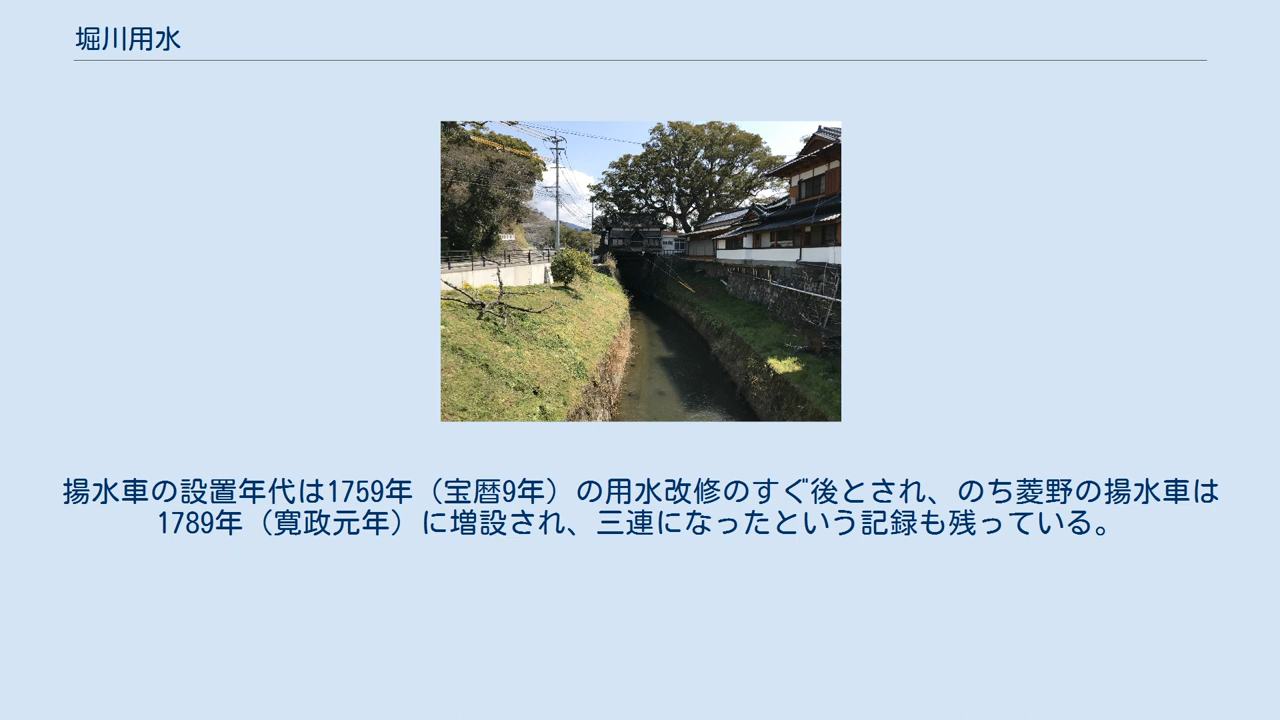 堀川用水
揚水車の設置年代は1759年（宝暦9年）の用水改修のすぐ後とされ、のち菱野の揚水車は
1789年（寛政元年）に増設され、三連になったという記録も残っている。